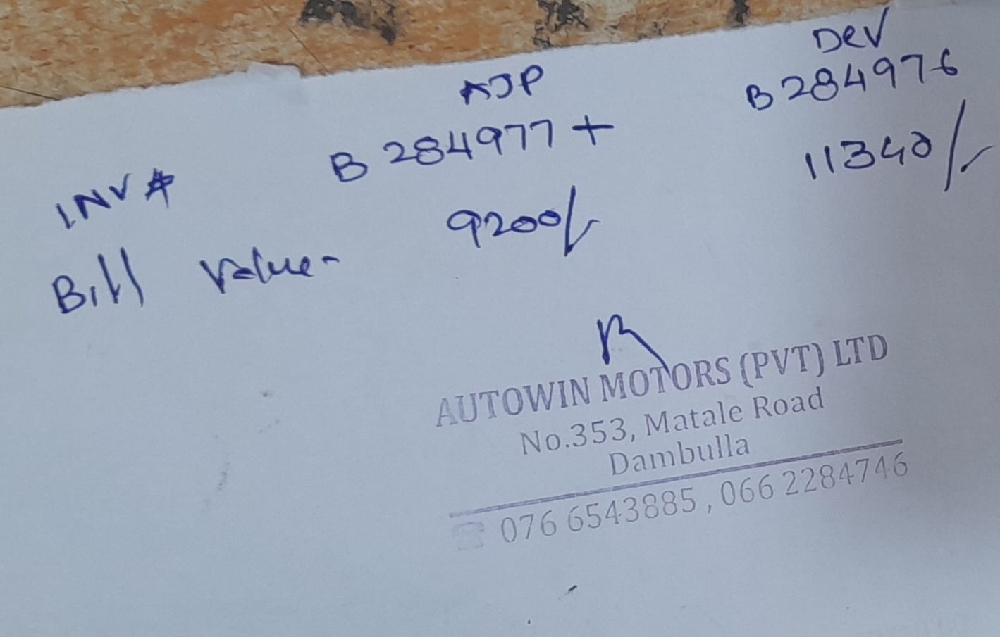 AJP DEV
INV # B 284977 + B 284976
Bill Value- 9200/- 11340/-
AUTOWIN MOTORS (PVT) LTD
No.353, Matale Road
Dambulla
☎ 076 6543885 , 066 2284746